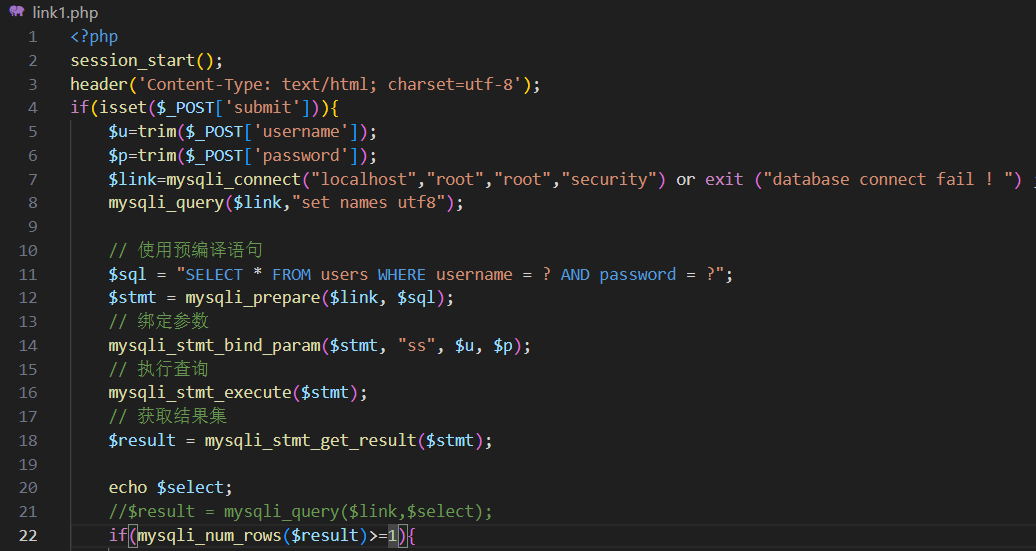 link1.php
1 <?php
2 session_start();
3 header('Content-Type: text/html; charset=utf-8');
4 if(isset($_POST['submit'])){
5 $u=trim($_POST['username']);
6 $p=trim($_POST['password']);
7 $link=mysqli_connect("localhost","root","root","security") or exit ("database connect fail ! ") ;
8 mysqli_query($link,"set names utf8");
9
10 // 使用预编译语句
11 $sql = "SELECT * FROM users WHERE username = ? AND password = ?";
12 $stmt = mysqli_prepare($link, $sql);
13 // 绑定参数
14 mysqli_stmt_bind_param($stmt, "ss", $u, $p);
15 // 执行查询
16 mysqli_stmt_execute($stmt);
17 // 获取结果集
18 $result = mysqli_stmt_get_result($stmt);
19
20 echo $select;
21 //$result = mysqli_query($link,$select);
22 if(mysqli_num_rows($result)>=1){